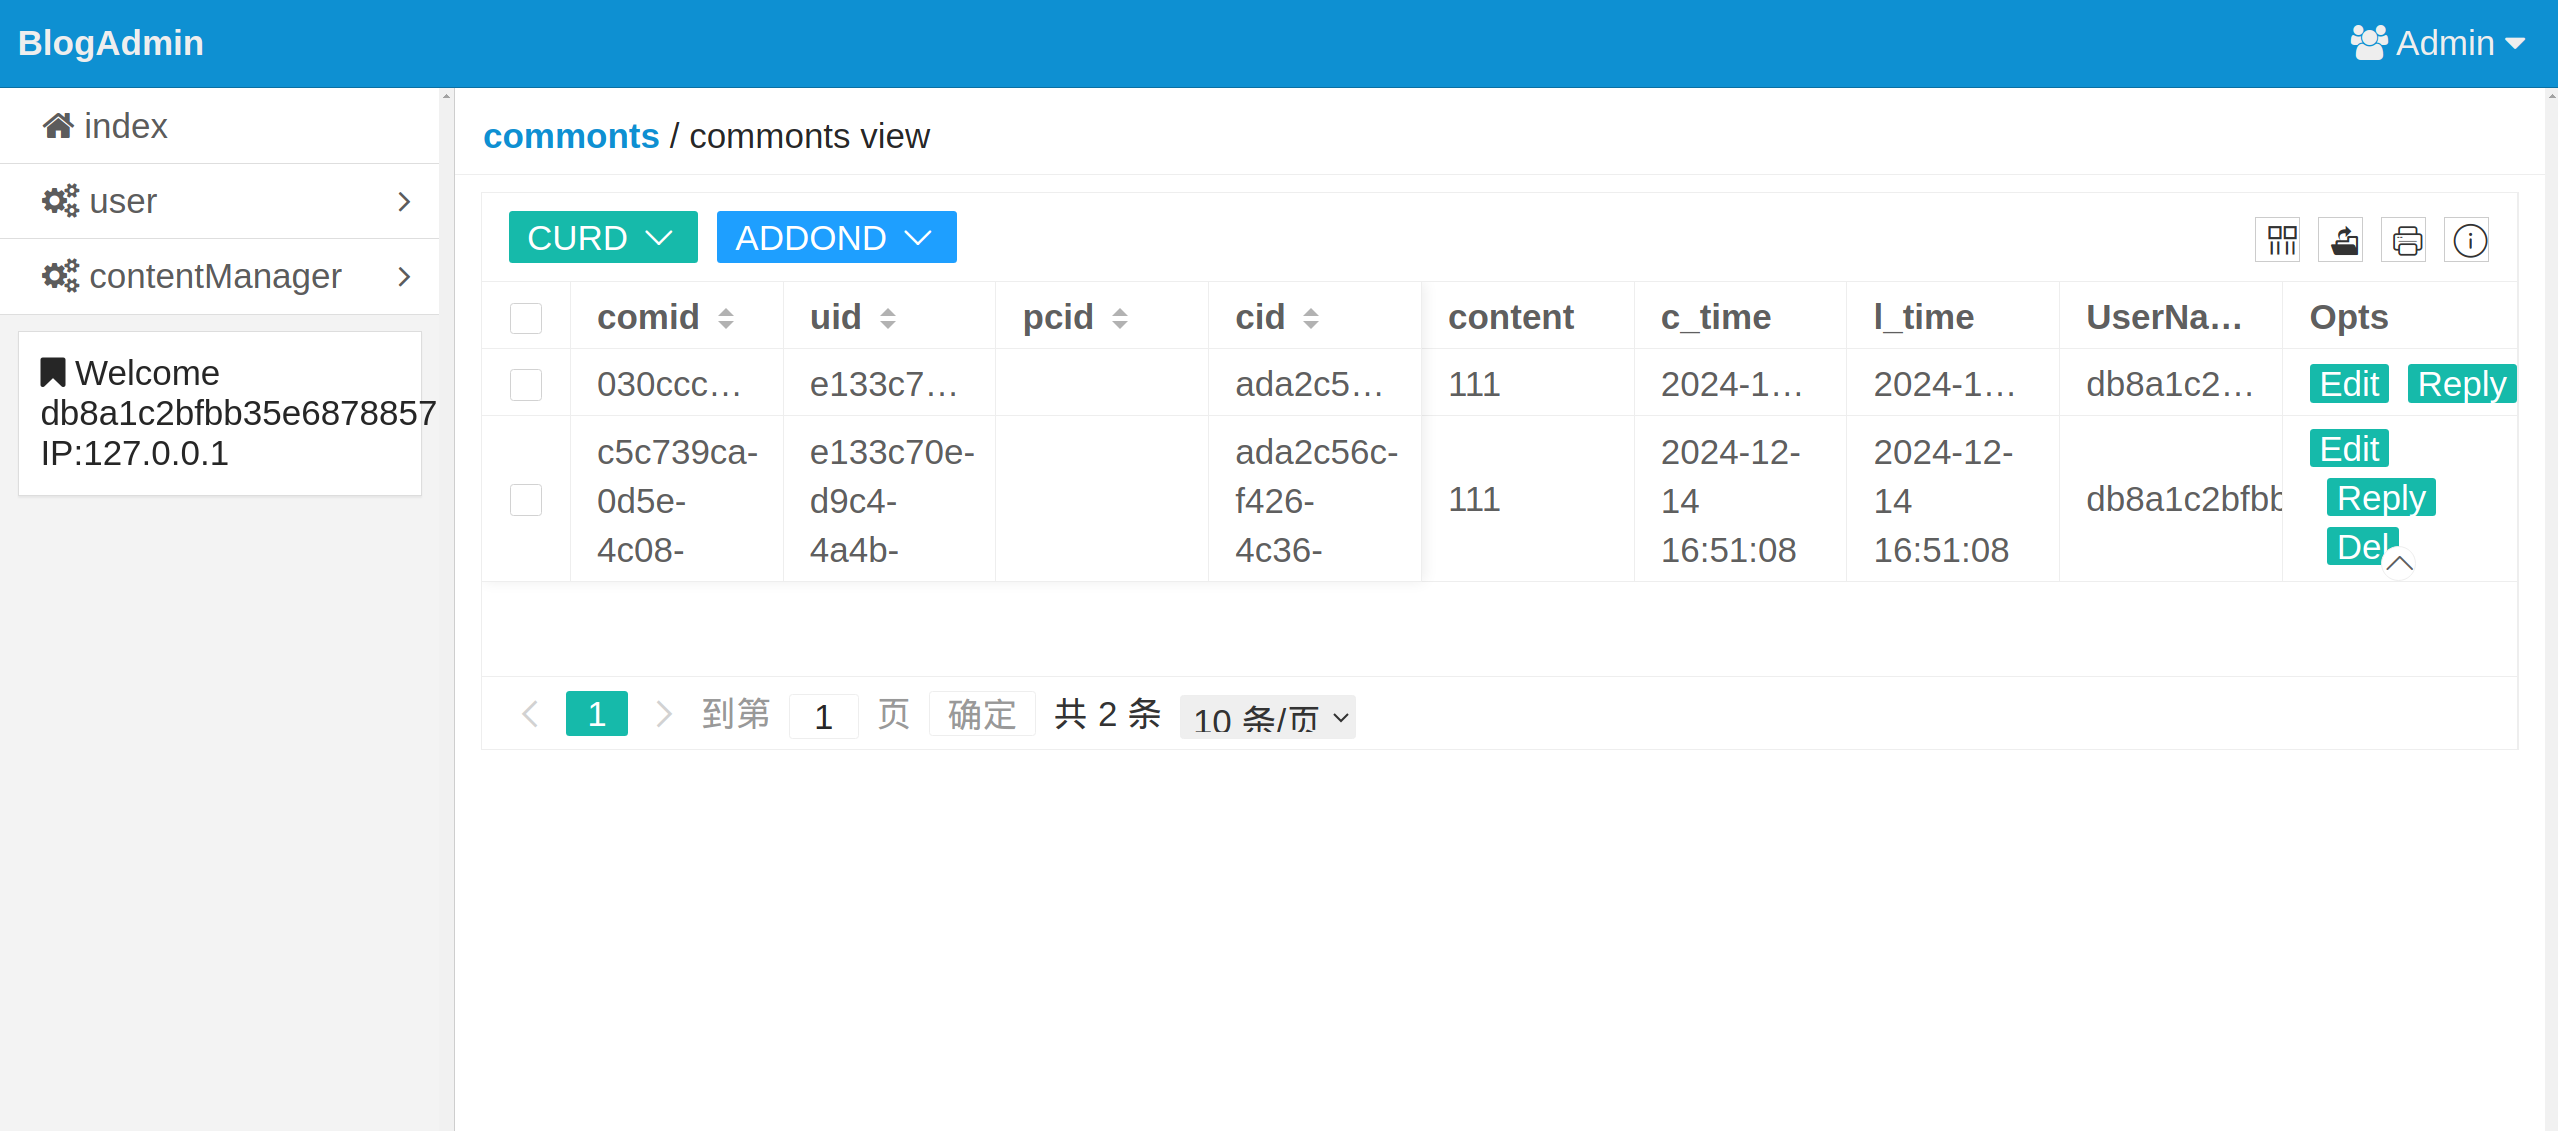 BlogAdmin
Admin
index
user
contentManager
Welcome
db8a1c2bfbb35e6878857
IP:127.0.0.1
commonts / commonts view
CURD
ADDOND
comid uid pcid cid content c_time l_time UserNa… Opts
030ccc… e133c7… ada2c5… 111 2024-1… 2024-1… db8a1c2… Edit Reply
c5c739ca-0d5e-4c08- e133c70e-d9c4-4a4b- ada2c56c-f426-4c36- 111 2024-12-14 16:51:08 2024-12-14 16:51:08 db8a1c2bfbb Edit Reply Del
1 到第 1 页 确定 共 2 条 10 条/页